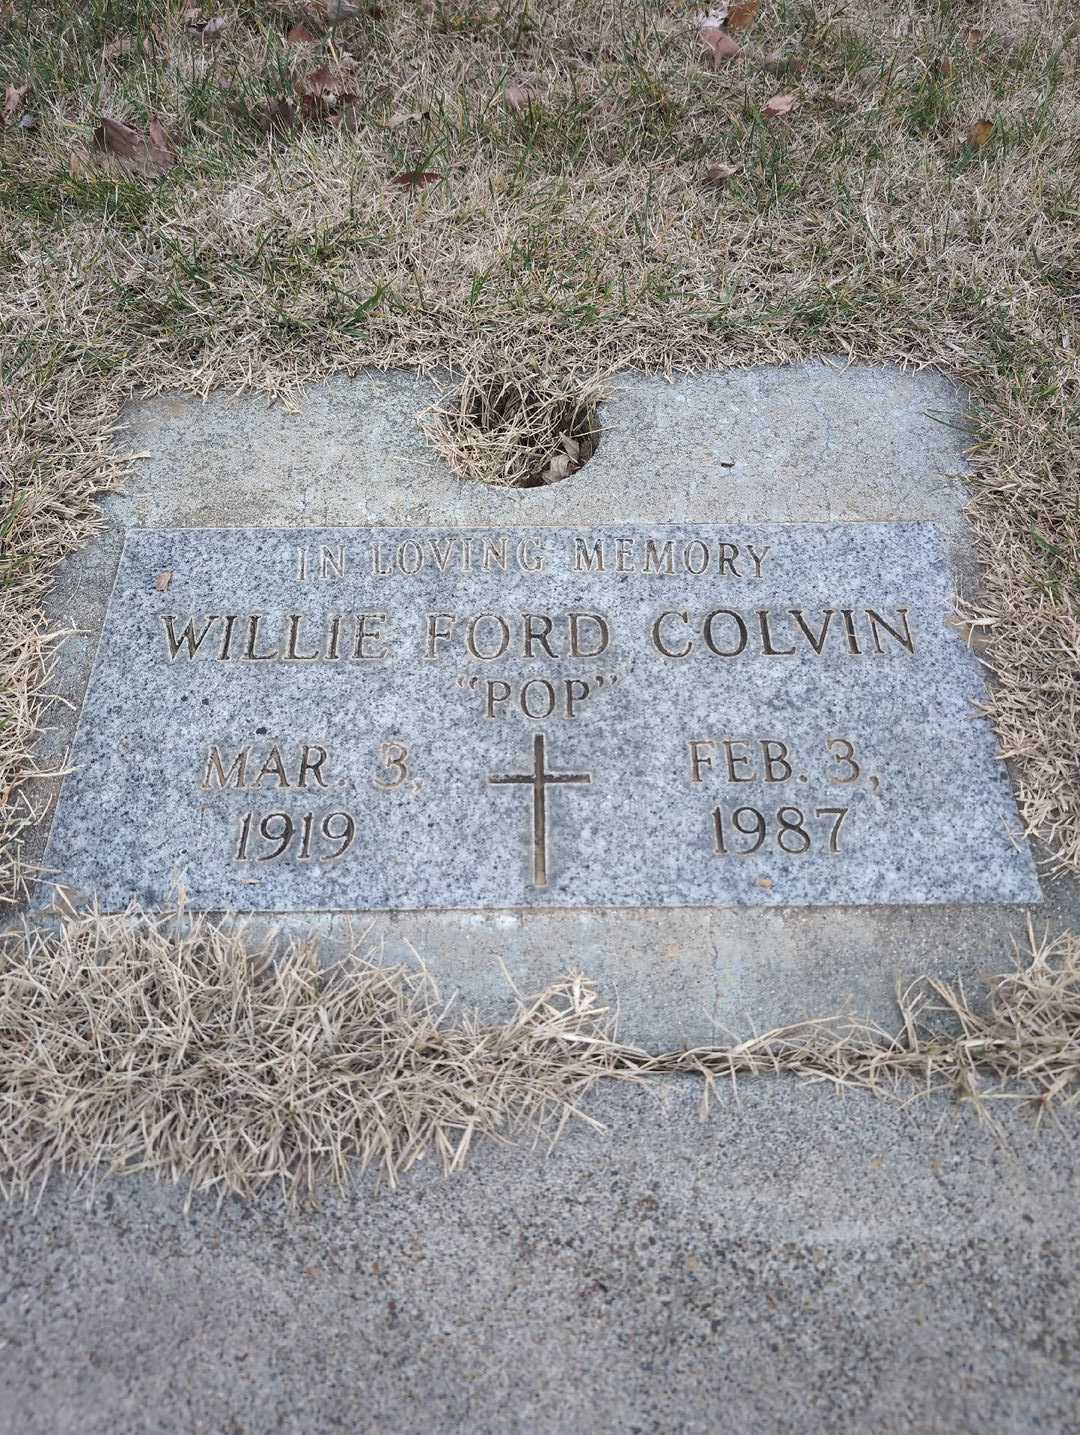 IN LOVING MEMORY
WILLIE FORD COLVIN
“POP”
MAR. 3, FEB. 3,
1919 1987